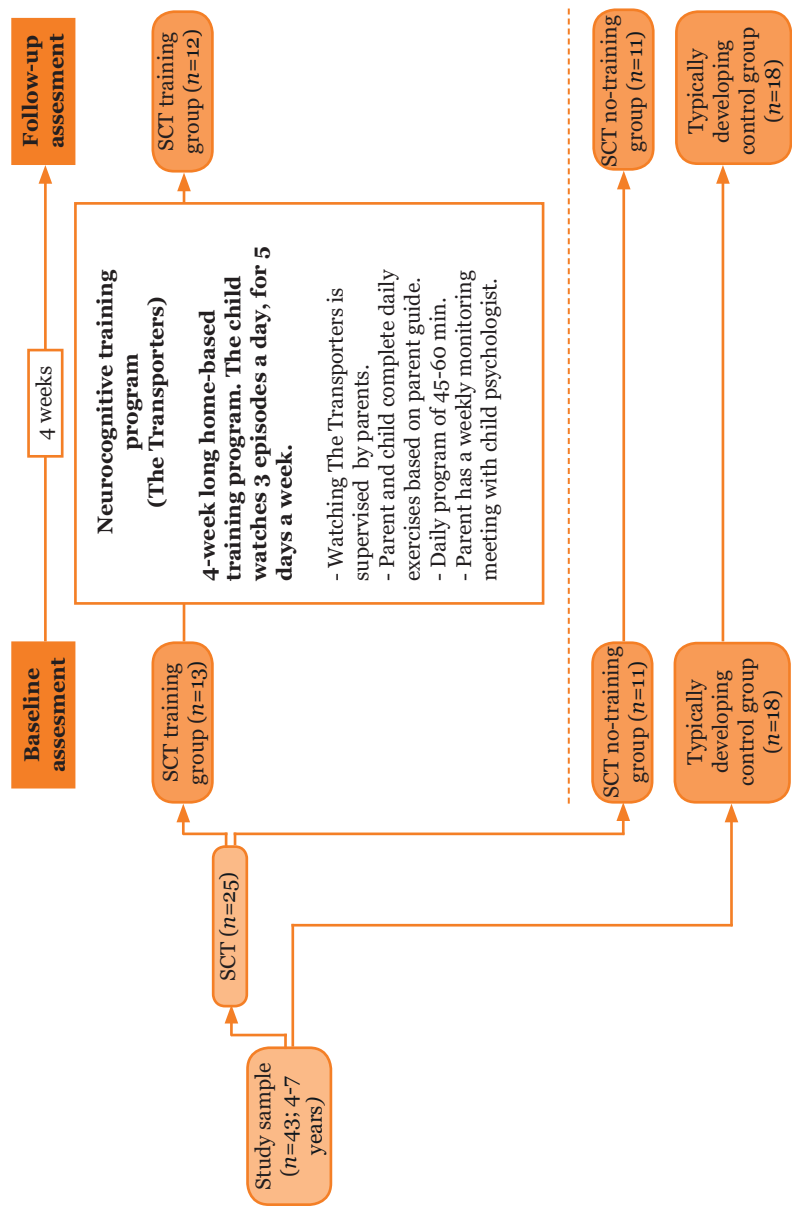 Baseline
assesment
4 weeks
Follow-up
assesment
Study sample
(n=43; 4-7
years)
SCT (n=25)
SCT training
group (n=13)
Neurocognitive training
program
(The Transporters)
4-week long home-based
training program. The child
watches 3 episodes a day, for 5
days a week.
- Watching The Transporters is
supervised by parents.
- Parent and child complete daily
exercises based on parent guide.
- Daily program of 45-60 min.
- Parent has a weekly monitoring
meeting with child psychologist.
SCT training
group (n=12)
SCT no-training
group (n=11)
SCT no-training
group (n=11)
Typically
developing
control group
(n=18)
Typically
developing
control group
(n=18)